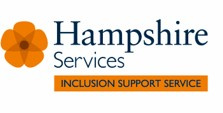 Hampshire
Services
INCLUSION SUPPORT SERVICE